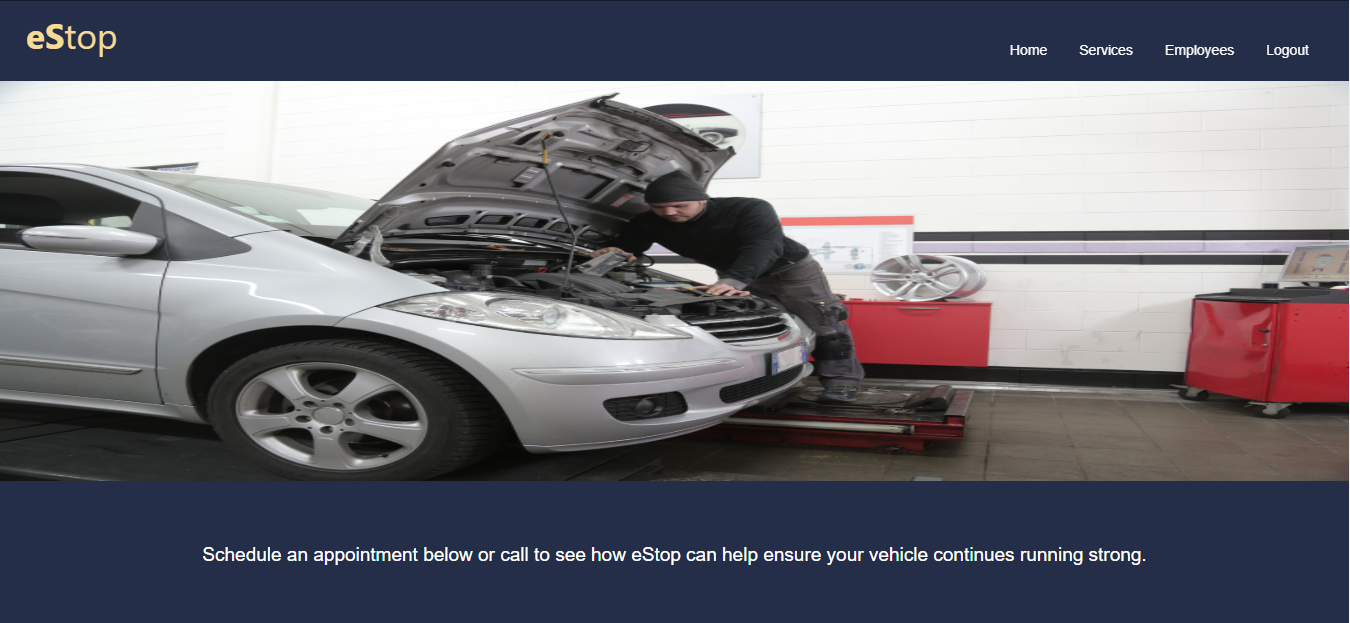 eStop
Home Services Employees Logout
Schedule an appointment below or call to see how eStop can help ensure your vehicle continues running strong.